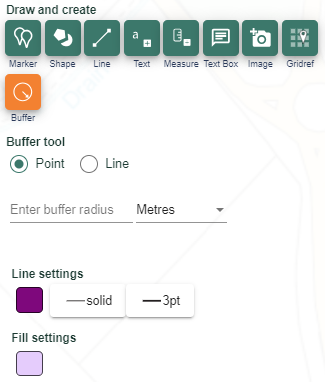 Draw and create
a
Marker Shape Line Text Measure Text Box Image Gridref
Buffer
Buffer tool
Point Line
Enter buffer radius Metres
Line settings
solid 3pt
Fill settings